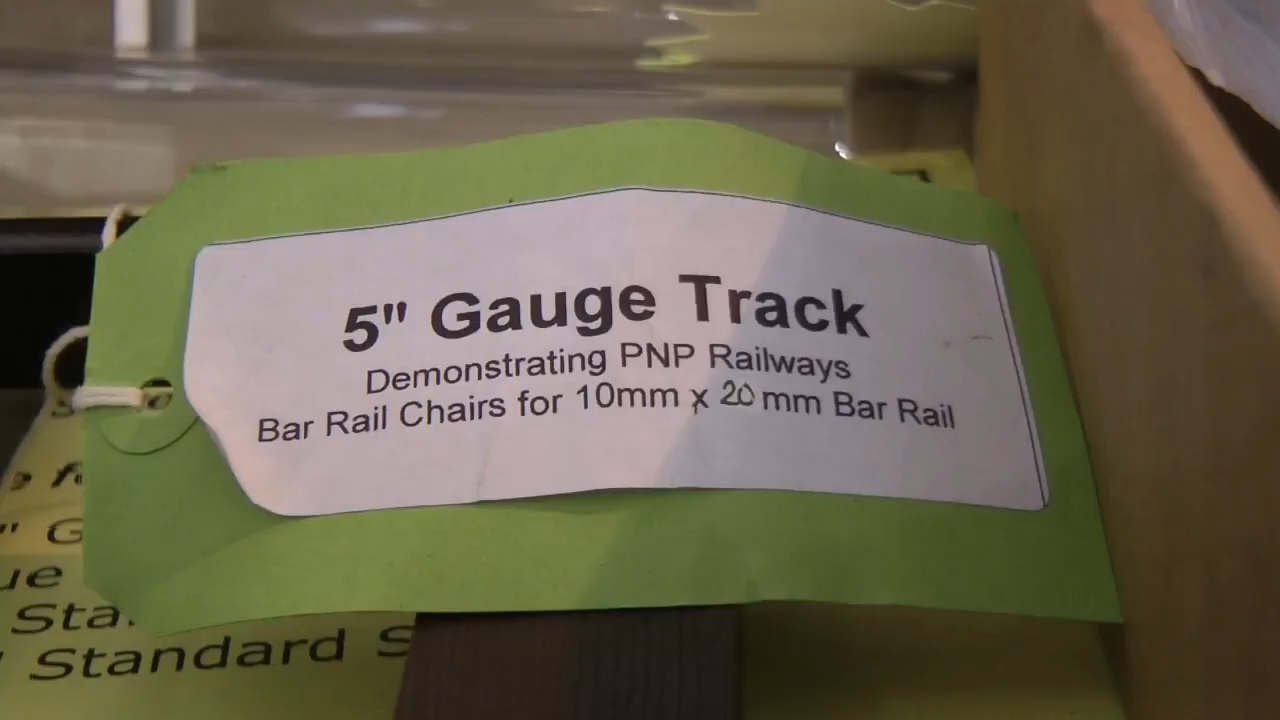 5" Gauge Track
Demonstrating PNP Railways
Bar Rail Chairs for 10mm x 20mm Bar Rail
" G
Standard S